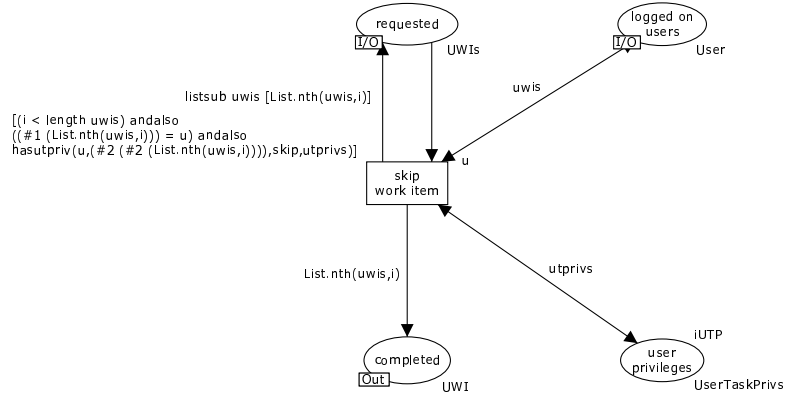 requested
I/O
UWIs
logged on
users
I/O
User
uwis
listsub uwis [List.nth(uwis,i)]
[(i < length uwis) andalso
((#1 (List.nth(uwis,i))) = u) andalso
hasutpriv(u,(#2 (#2 (List.nth(uwis,i)))),skip,utprivs)]
u
skip
work item
List.nth(uwis,i)
utprivs
completed
Out
UWI
iUTP
user
privileges
UserTaskPrivs